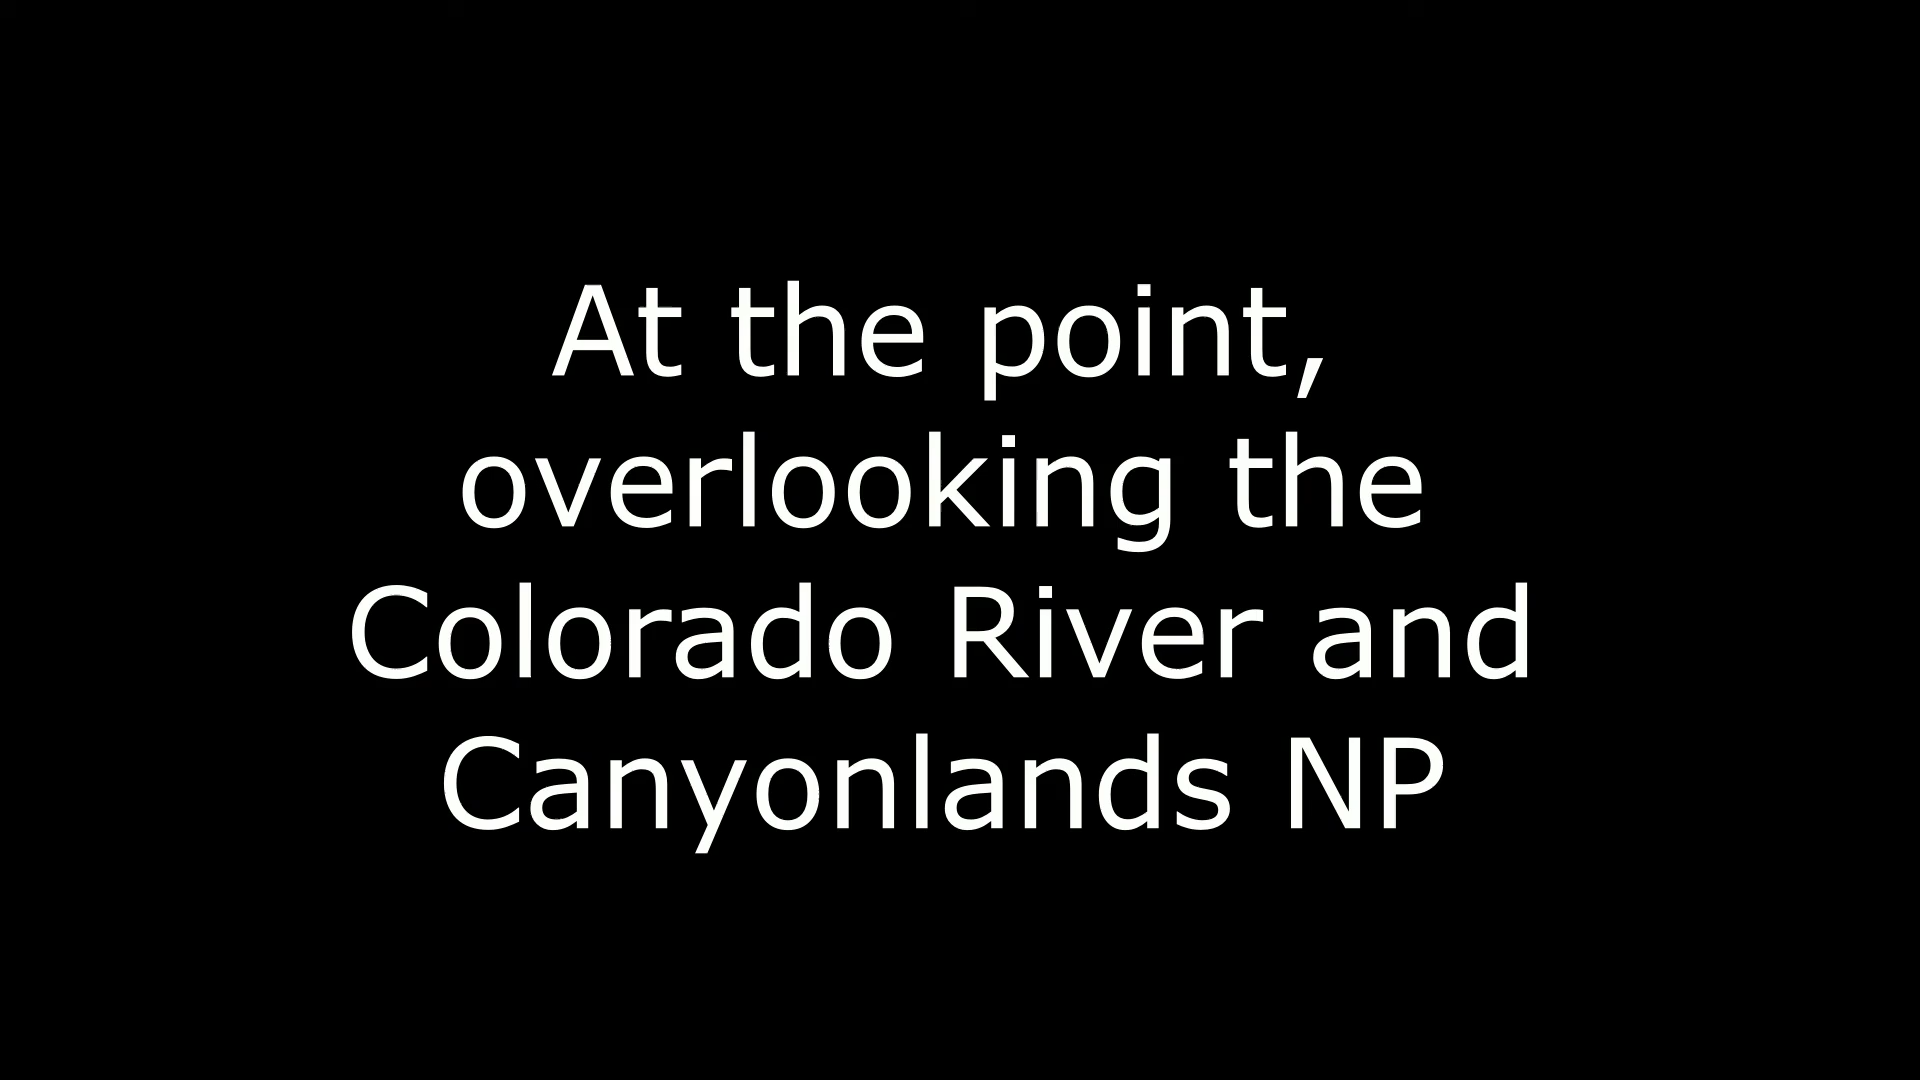 At the point,
overlooking the
Colorado River and
Canyonlands NP